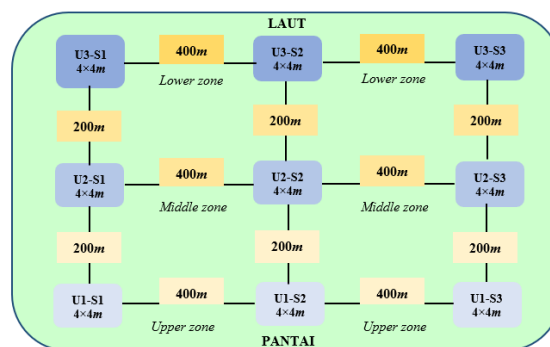 LAUT
U3-S1 400m U3-S2 400m U3-S3
4×4m 4×4m 4×4m
Lower zone Lower zone
200m 200m 200m
U2-S1 400m U2-S2 400m U2-S3
4×4m 4×4m 4×4m
Middle zone Middle zone
200m 200m 200m
U1-S1 400m U1-S2 400m U1-S3
4×4m 4×4m 4×4m
Upper zone Upper zone
PANTAI